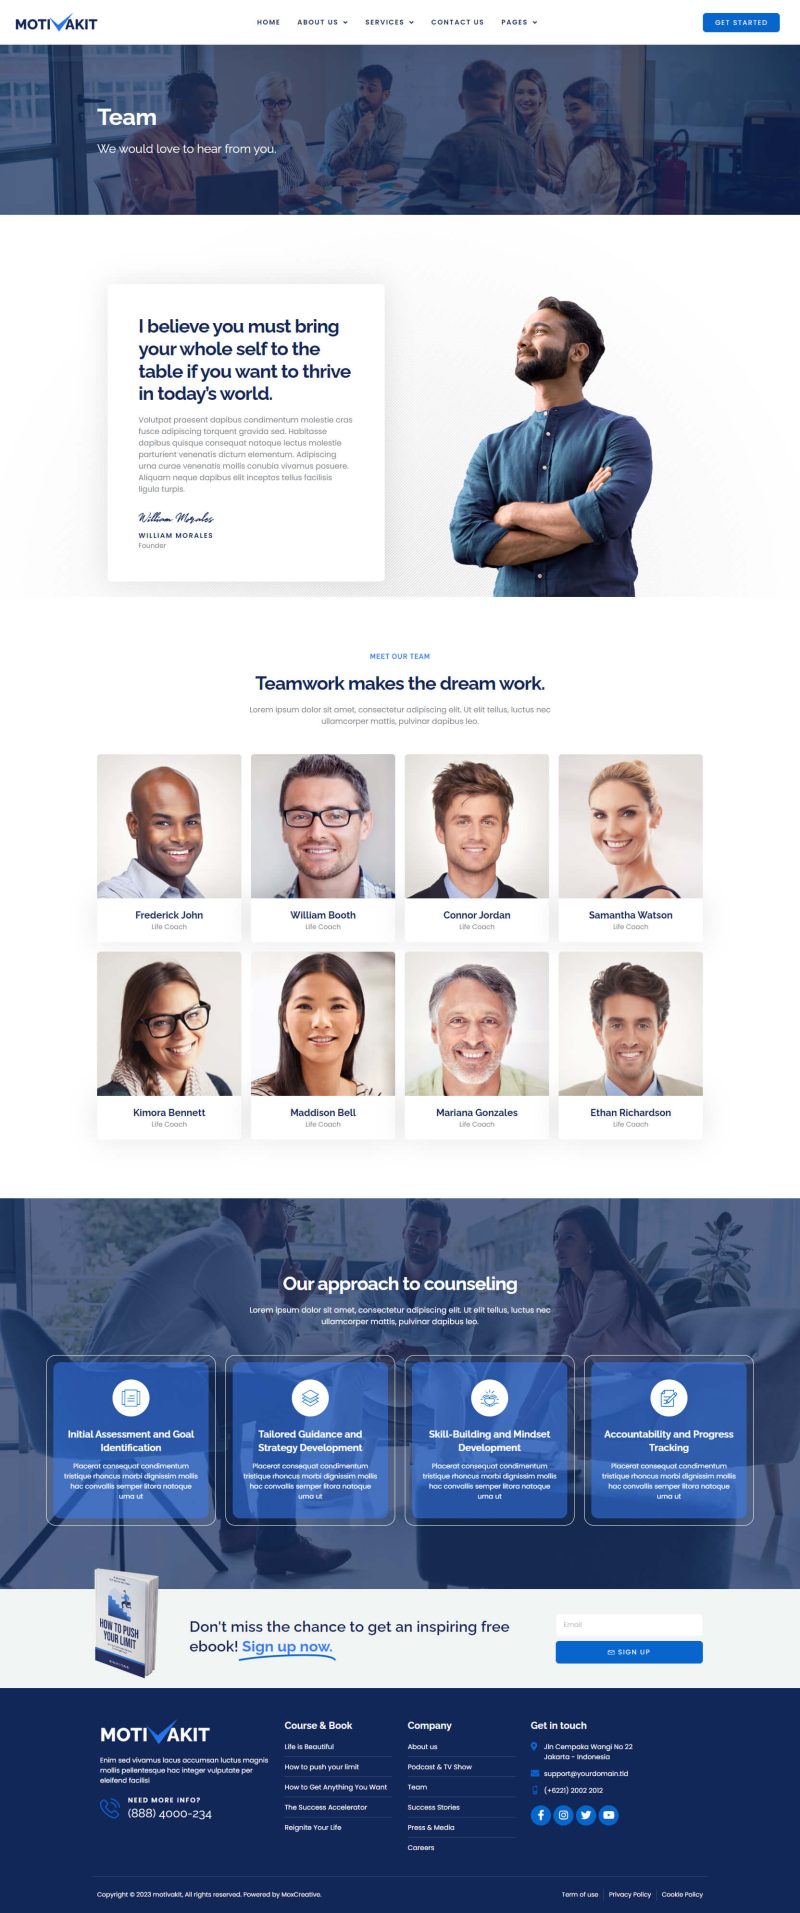 MOTIVAKIT
HOME ABOUT US SERVICES CONTACT US PAGES
GET STARTED
Team
We would love to hear from you.
I believe you must bring
your whole self to the
table if you want to thrive
in today's world.
Volutpat praesent dapibus condimentum molestie cras
fusce adipiscing torquent gravida sed. Habitasse
dapibus quisque consequat natoque lectus molestie
parturient venenatis dictum elementum. Adipiscing
urna curae venenatis mollis conubia vivamus posuere.
Aliquam neque dapibus elit inceptos tellus facilisis
ligula turpis.
William Morales
WILLIAM MORALES
Founder
MEET OUR TEAM
Teamwork makes the dream work.
Lorem ipsum dolor sit amet, consectetur adipiscing elit. Ut elit tellus, luctus nec
ullamcorper mattis, pulvinar dapibus leo.
Frederick John
Life Coach
William Booth
Life Coach
Connor Jordan
Life Coach
Samantha Watson
Life Coach
Kimora Bennett
Life Coach
Maddison Bell
Life Coach
Mariana Gonzales
Life Coach
Ethan Richardson
Life Coach
Our approach to counseling
Lorem ipsum dolor sit amet, consectetur adipiscing elit. Ut elit tellus, luctus nec
ullamcorper mattis, pulvinar dapibus leo.
Initial Assessment and Goal
Identification
Placerat consequat condimentum
tristique rhoncus morbi dignissim mollis
hac convallis semper litora natoque
urna ut
Tailored Guidance and
Strategy Development
Placerat consequat condimentum
tristique rhoncus morbi dignissim mollis
hac convallis semper litora natoque
urna ut
Skill-Building and Mindset
Development
Placerat consequat condimentum
tristique rhoncus morbi dignissim mollis
hac convallis semper litora natoque
urna ut
Accountability and Progress
Tracking
Placerat consequat condimentum
tristique rhoncus morbi dignissim mollis
hac convallis semper litora natoque
urna ut
HOW TO PUSH
YOUR LIMIT
Don't miss the chance to get an inspiring free
ebook! Sign up now.
Email
SIGN UP
MOTIVAKIT
Enim sed vivamus lacus accumsan luctus magnis
mollis pellentesque hac integer vulputate per
eleifend facilisi
NEED MORE INFO?
(888) 4000-234
Course & Book
Life is Beautiful
How to push your limit
How to Get Anything You Want
The Success Accelerator
Reignite Your Life
Company
About us
Podcast & TV Show
Team
Success Stories
Press & Media
Careers
Get in touch
Jln Cempaka Wangi No 22
Jakarta - Indonesia
support@yourdomain.tld
(+6221) 2002 2012
Copyright © 2023 motivakit, All rights reserved. Powered by MoxCreative.
Term of use Privacy Policy Cookie Policy